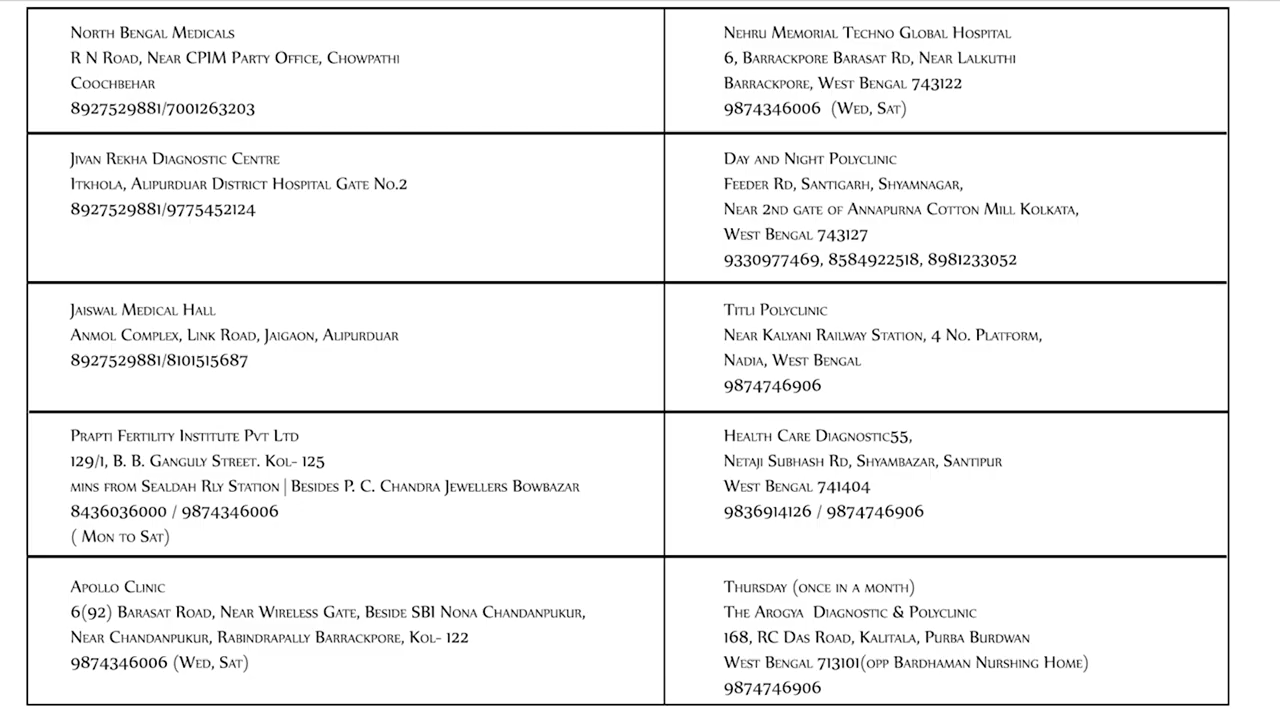 North Bengal Medicals
R N Road, Near CPIM Party Office, Chowpathi
Coochbehar
8927529881/7001263203
Nehru Memorial Techno Global Hospital
6, Barrackpore Barasat Rd, Near Lalkuthi
Barrackpore, West Bengal 743122
9874346006 (Wed, Sat)
Jivan Rekha Diagnostic Centre
Itkhola, Alipurduar District Hospital Gate No.2
8927529881/9775452124
Day and Night Polyclinic
Feeder Rd, Santigarh, Shyamnagar,
Near 2nd gate of Annapurna Cotton Mill Kolkata,
West Bengal 743127
9330977469, 8584922518, 8981233052
Jaiswal Medical Hall
Anmol Complex, Link Road, Jaigaon, Alipurduar
8927529881/8101515687
Titli Polyclinic
Near Kalyani Railway Station, 4 No. Platform,
Nadia, West Bengal
9874746906
Prapti Fertility Institute Pvt Ltd
129/1, B. B. Ganguly Street. Kol- 125
mins from Sealdah Rly Station | Besides P. C. Chandra Jewellers Bowbazar
8436036000 / 9874346006
( Mon to Sat)
Health Care Diagnostic55,
Netaji Subhash Rd, Shyambazar, Santipur
West Bengal 741404
9836914126 / 9874746906
Apollo Clinic
6(92) Barasat Road, Near Wireless Gate, Beside SBI Nona Chandanpukur,
Near Chandanpukur, Rabindrapally Barrackpore, Kol- 122
9874346006 (Wed, Sat)
Thursday (once in a month)
The Arogya Diagnostic & Polyclinic
168, RC Das Road, Kalitala, Purba Burdwan
West Bengal 713101(opp Bardhaman Nurshing Home)
9874746906